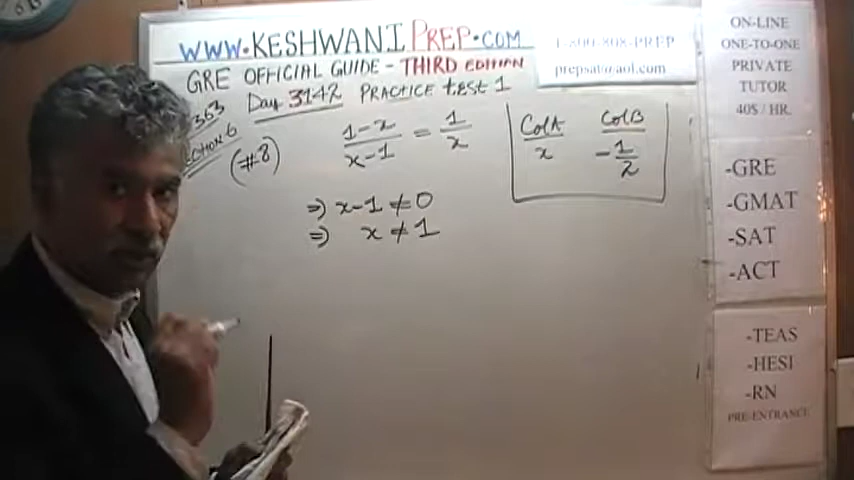 WWW.KESHWANIPREP.COM
1-800-808-PREP
prepsat@aol.com
GRE OFFICIAL GUIDE - THIRD EDITION
363 Day 3142 PRACTICE test 1
SECTION 6
(#8)
1-x/x-1 = 1/x
ColA ColB
x -1/2
⇒ x-1≠0
⇒ x≠1
ON-LINE
ONE-TO-ONE
PRIVATE
TUTOR
40$ / HR.
-GRE
-GMAT
-SAT
-ACT
-TEAS
-HESI
-RN
PRE-ENTRANCE